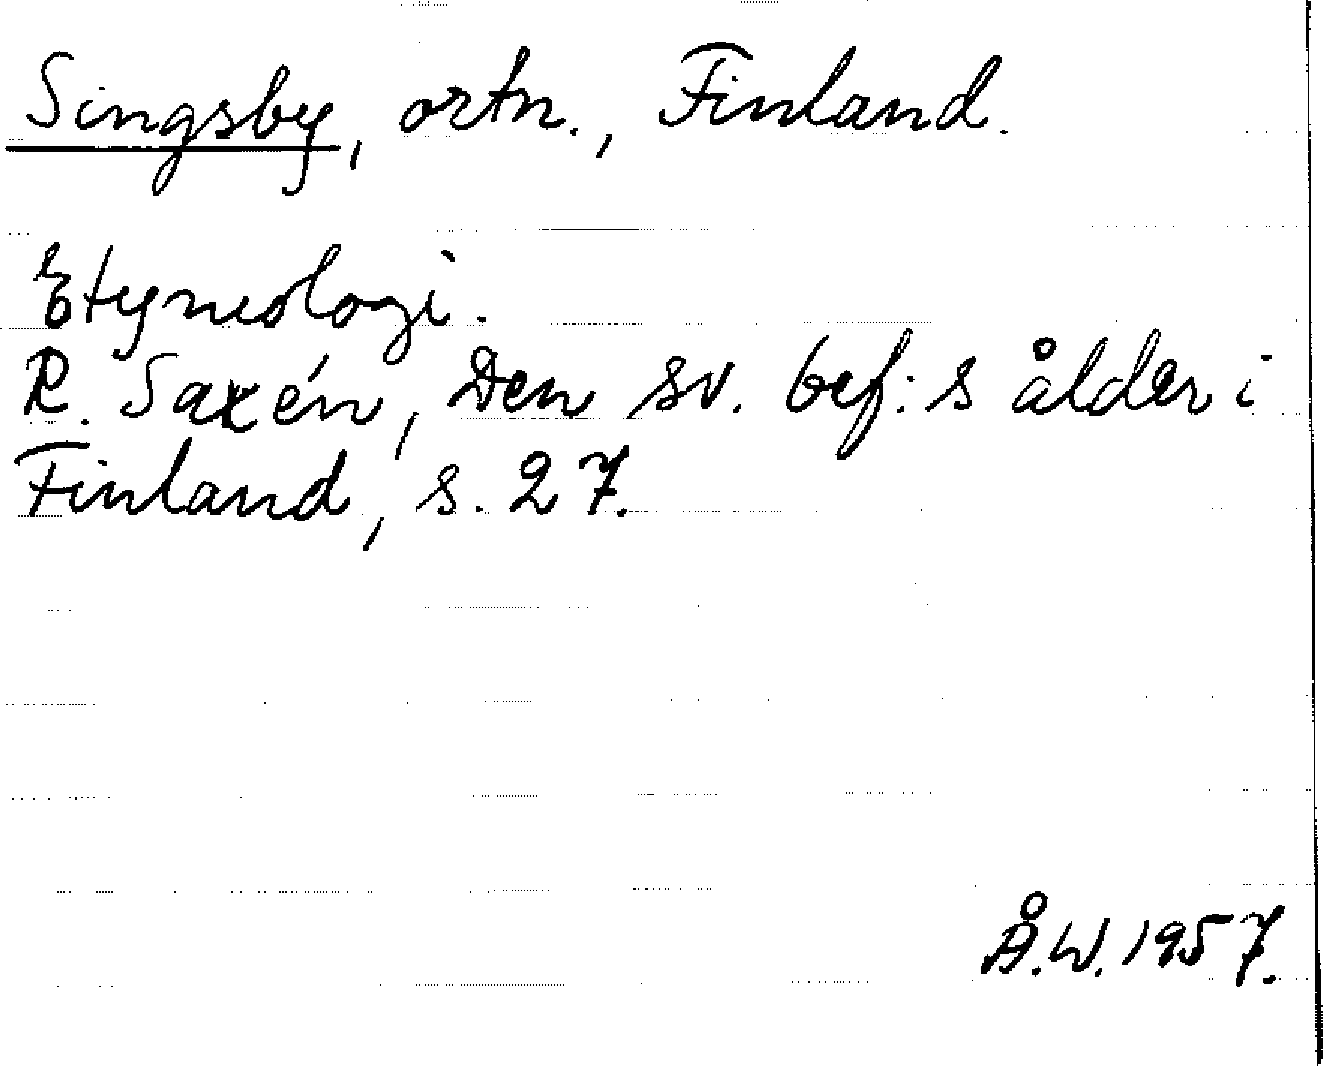 Singsby, ortn., Finland.
Etymologi.
R. Saxén, Den sv. bef:s ålder i
Finland, s. 27.
Å.W. 1957.